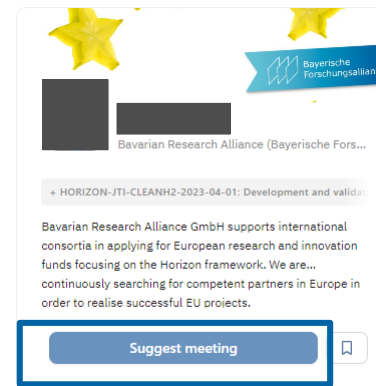 Bayerische
Forschungsallian
Bavarian Research Alliance (Bayerische Fors...
+ HORIZON-JTI-CLEANH2-2023-04-01: Development and valida
Bavarian Research Alliance GmbH supports international
consortia in applying for European research and innovation
funds focusing on the Horizon framework. We are...
continuously searching for competent partners in Europe in
order to realise successful EU projects.
Suggest meeting